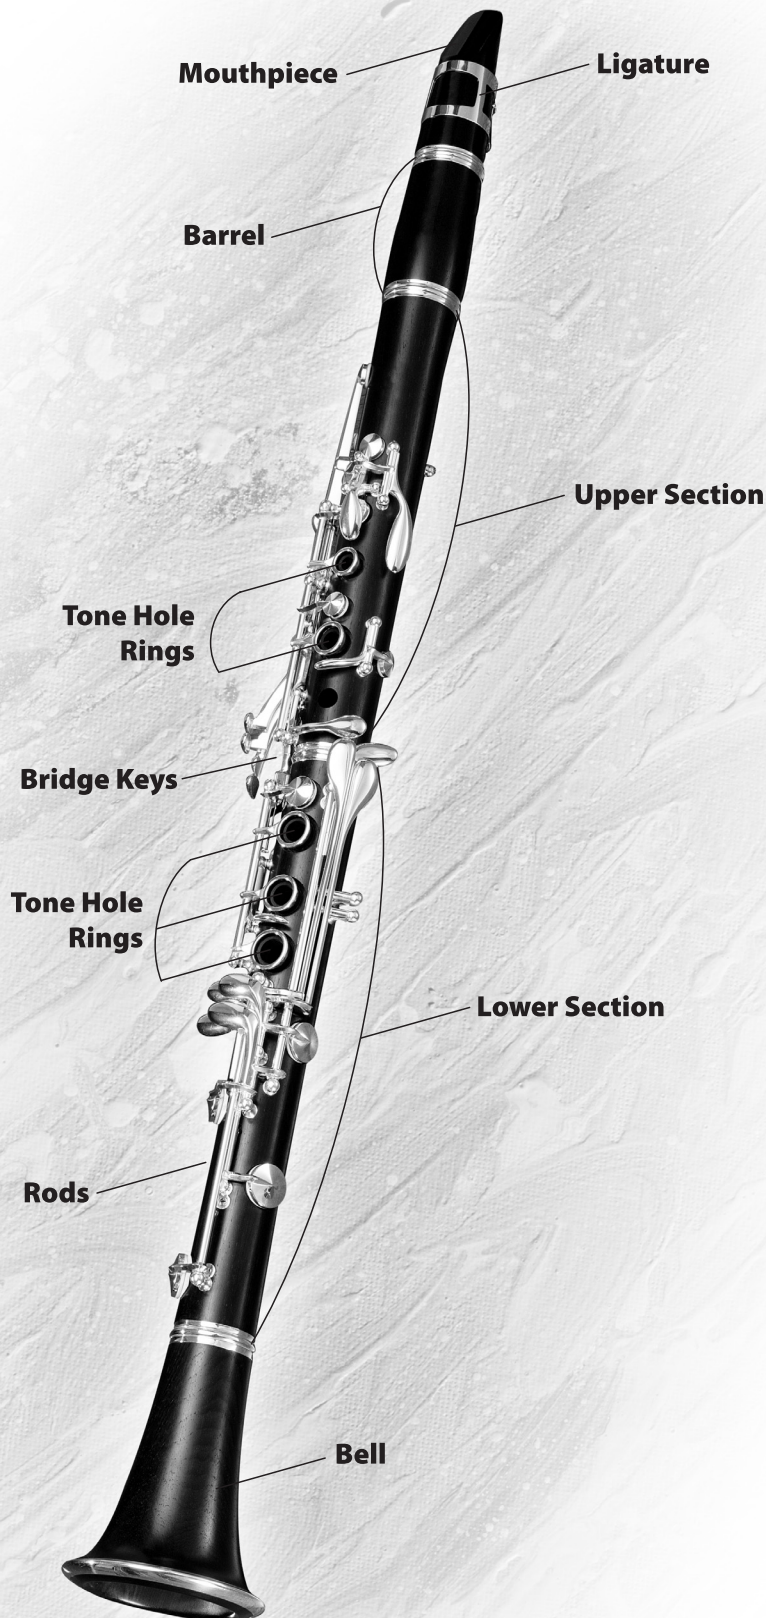 Mouthpiece
Ligature
Barrel
Upper Section
Tone Hole
Rings
Bridge Keys
Tone Hole
Rings
Lower Section
Rods
Bell